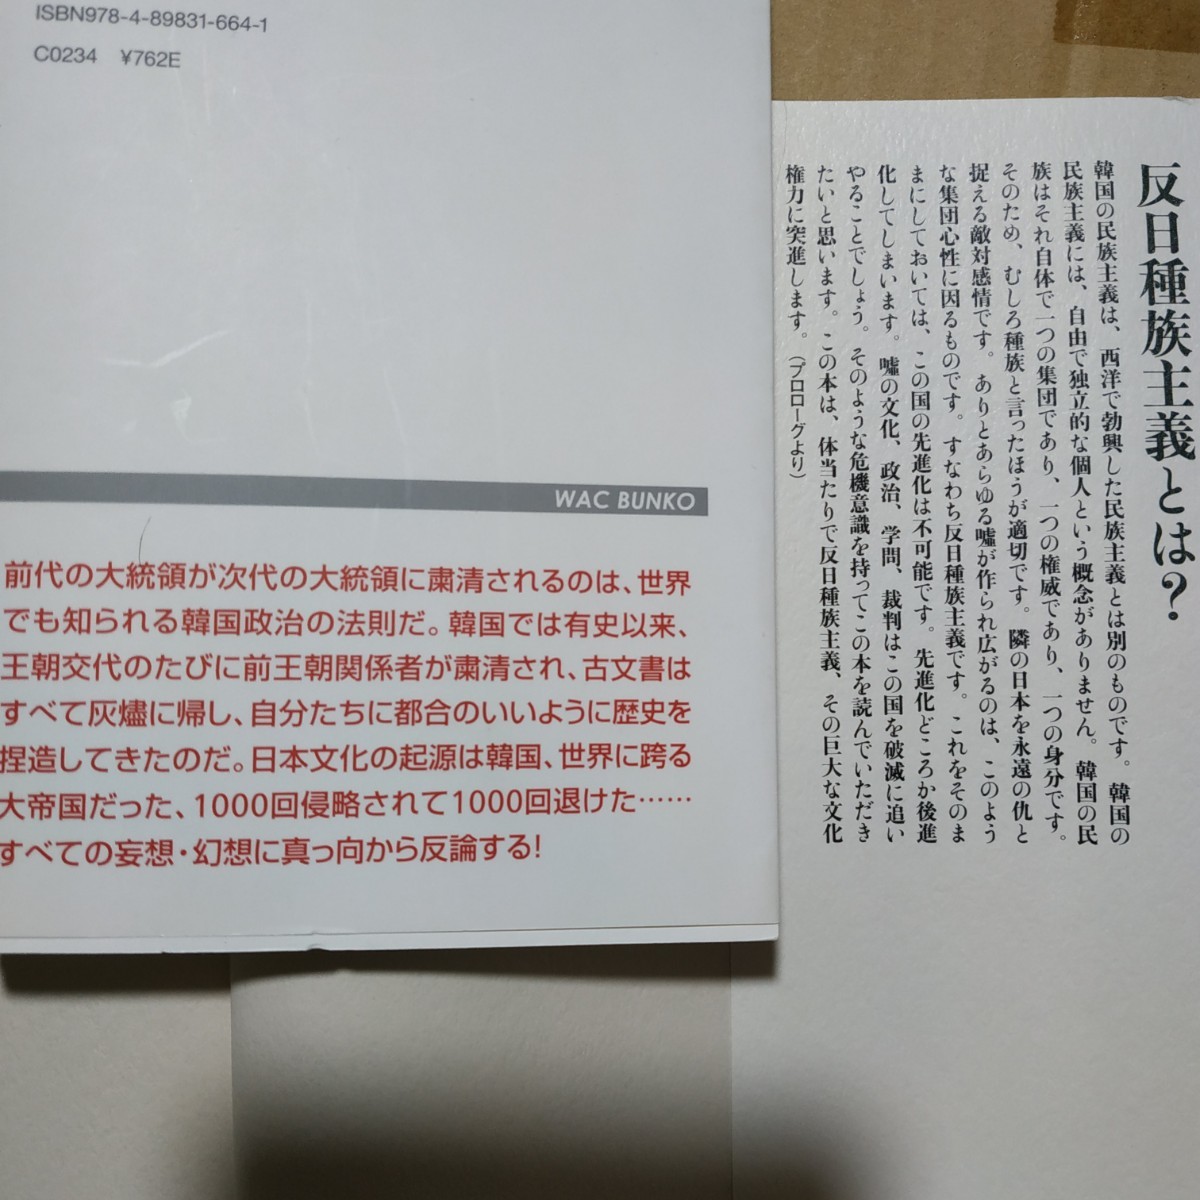 ISBN978-4-89831-664-1
C0234 ¥762E
WAC BUNKO
前代の大統領が次代の大統領に粛清されるのは、世界
でも知られる韓国政治の法則だ。韓国では有史以来、
王朝交代のたびに前王朝関係者が粛清され、古文書は
すべて灰燼に帰し、自分たちに都合のいいように歴史を
捏造してきたのだ。日本文化の起源は韓国、世界に跨る
大帝国だった、1000回侵略されて1000回退けた……
すべての妄想・幻想に真っ向から反論する!
反日種族主義とは?
韓国の民族主義は、西洋で勃興した民族主義とは別のものです。韓国の
民族主義には、自由で独立的な個人という概念がありません。韓国の民
族はそれ自体で一つの集団であり、一つの権威であり、一つの身分です。
そのため、むしろ種族と言ったほうが適切です。隣の日本を永遠の仇と
捉える敵対感情です。ありとあらゆる嘘が作られ広がるのは、このよう
な集団心性に因るものです。すなわち反日種族主義です。これをそのま
まにしておいては、この国の先進化は不可能です。先進化どころか後進
化してしまいます。嘘の文化、政治、学問、裁判はこの国を破滅に追い
やることでしょう。そのような危機意識を持ってこの本を読んでいただき
たいと思います。この本は、体当たりで反日種族主義、その巨大な文化
権力に突進します。(プロローグより)